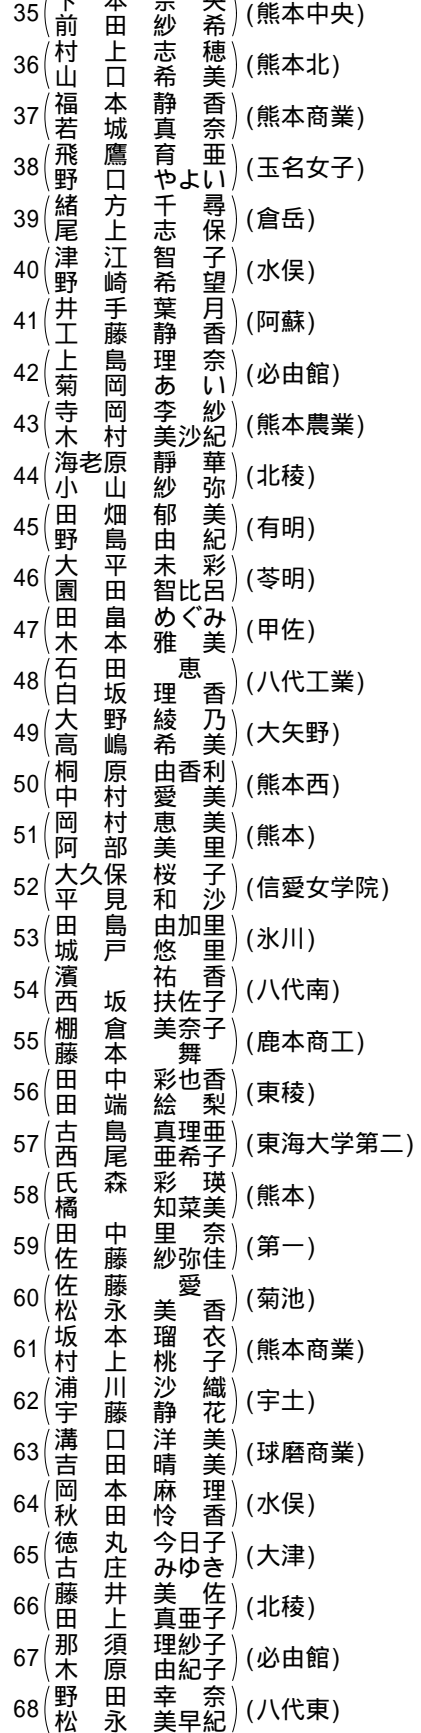 前田 紗希
35 (熊本中央)
村上 志穂
36 (熊本北)
山口 希美
福本 静香
37 (熊本商業)
若城 真奈
飛鷹 育亜
38 (玉名女子)
野口 やよい
緒方 千尋
39 (倉岳)
尾上 志保
津江 智子
40 (水俣)
野崎 希望
井手 葉月
41 (阿蘇)
工藤 静香
上島 理奈
42 (必由館)
菊岡 あい
寺岡 李紗
43 (熊本農業)
木村 美沙紀
海老原 静華
44 (北稜)
小山 紗弥
田畑 郁美
45 (有明)
野島 由紀
大平 未彩
46 (苓明)
園田 智比呂
田畠 めぐみ
47 (甲佐)
木本 雅美
石田 恵
48 (八代工業)
白坂 理香
大野 綾乃
49 (大矢野)
高嶋 希美
桐原 由香利
50 (熊本西)
中村 愛美
岡村 恵美
51 (熊本)
阿部 美里
大久保 桜子
52 (信愛女学院)
平見 和沙
田島 由加里
53 (氷川)
城戸 悠里
濱 祐香
54 (八代南)
西坂 扶佐子
棚倉 美奈子
55 (鹿本商工)
藤本 舞
田中 彩也香
56 (東稜)
田端 絵梨
古島 真理亜
57 (東海大学第二)
西尾 亜希子
氏森 彩瑛
58 (熊本)
橘 知菜美
田中 里奈
59 (第一)
佐藤 紗弥佳
佐藤 愛
60 (菊池)
松永 美香
坂本 瑠衣
61 (熊本商業)
村上 桃子
浦川 沙織
62 (宇土)
宇藤 静花
溝口 洋美
63 (球磨商業)
吉田 晴美
岡本 麻理
64 (水俣)
秋田 怜香
徳丸 今日子
65 (大津)
古庄 みゆき
藤井 美佐
66 (北稜)
田上 真亜子
那須 理紗子
67 (必由館)
木原 由紀子
野田 幸奈
68 (八代東)
松永 美早紀